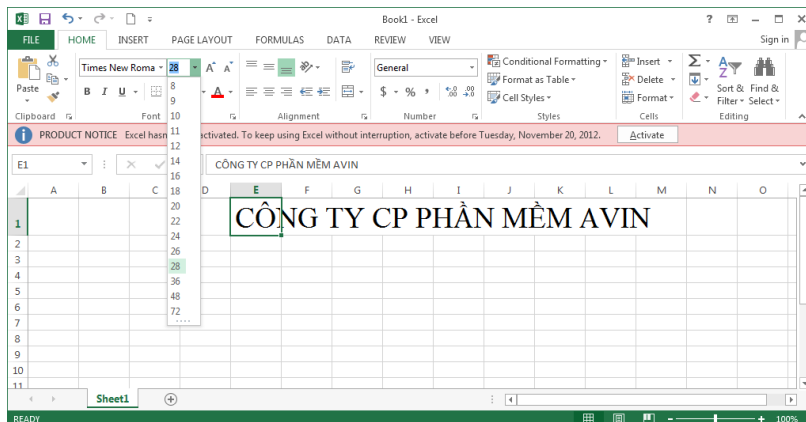 Book1 - Excel
?
FILE HOME INSERT PAGE LAYOUT FORMULAS DATA REVIEW VIEW Sign in
Times New Roma 28 A A General Conditional Formatting Insert Σ
Paste B I U A $ % , .00 .0 Format as Table Delete Sort & Find &
Cell Styles Format Filter Select
Clipboard Font Alignment Number Styles Cells Editing
PRODUCT NOTICE Excel hasn activated. To keep using Excel without interruption, activate before Tuesday, November 20, 2012. Activate
E1 CÔNG TY CP PHẦN MỀM AVIN
A B C D E F G H I J K L M N O
1 CÔNG TY CP PHẦN MỀM AVIN
2
3
4
5
6
7
8
9
10
11
8
9
10
11
12
14
16
18
20
22
24
26
28
36
48
72
Sheet1
READY 100%